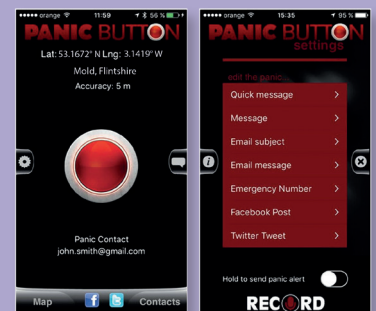 orange 11:59 56 %
PANIC BUTTON
Lat: 53.1672° N Lng: 3.1419° W
Mold, Flintshire
Accuracy: 5 m
Panic Contact
john.smith@gmail.com
Map f Contacts
orange 15:35 95 %
PANIC BUTTON
settings
edit the panic
Quick message
Message
Email subject
Email message
Emergency Number
Facebook Post
Twitter Tweet
Hold to send panic alert
RECORD